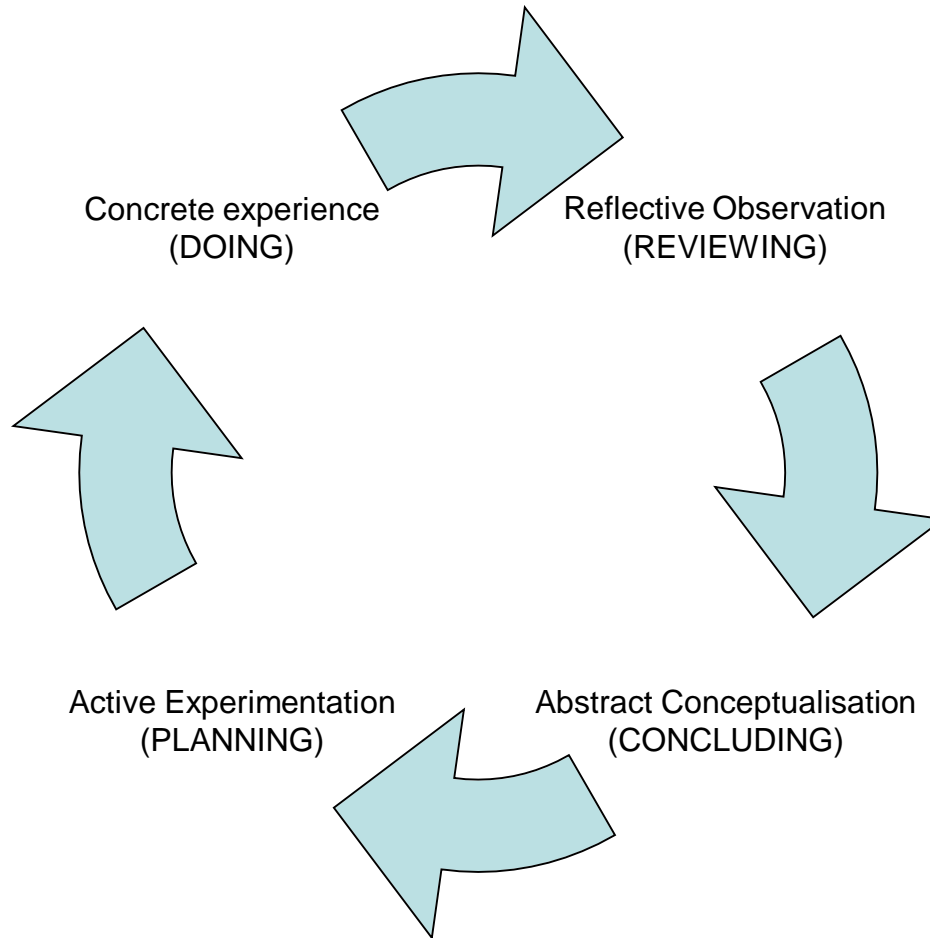 Concrete experience
(DOING)
Reflective Observation
(REVIEWING)
Active Experimentation
(PLANNING)
Abstract Conceptualisation
(CONCLUDING)